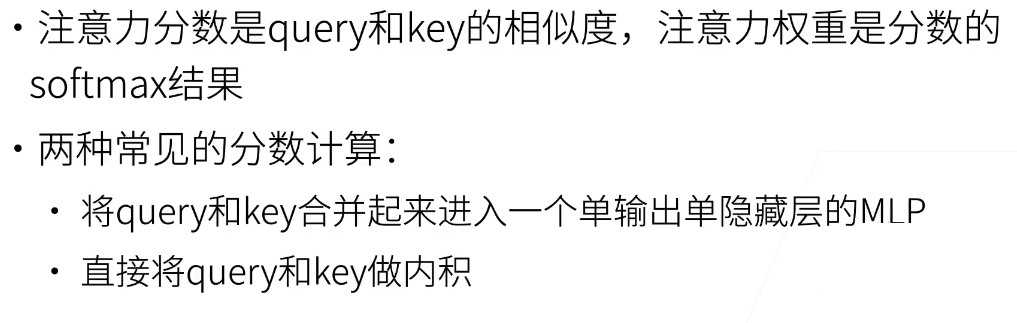 • 注意力分数是query和key的相似度，注意力权重是分数的
softmax结果
• 两种常见的分数计算：
• 将query和key合并起来进入一个单输出单隐藏层的MLP
• 直接将query和key做内积